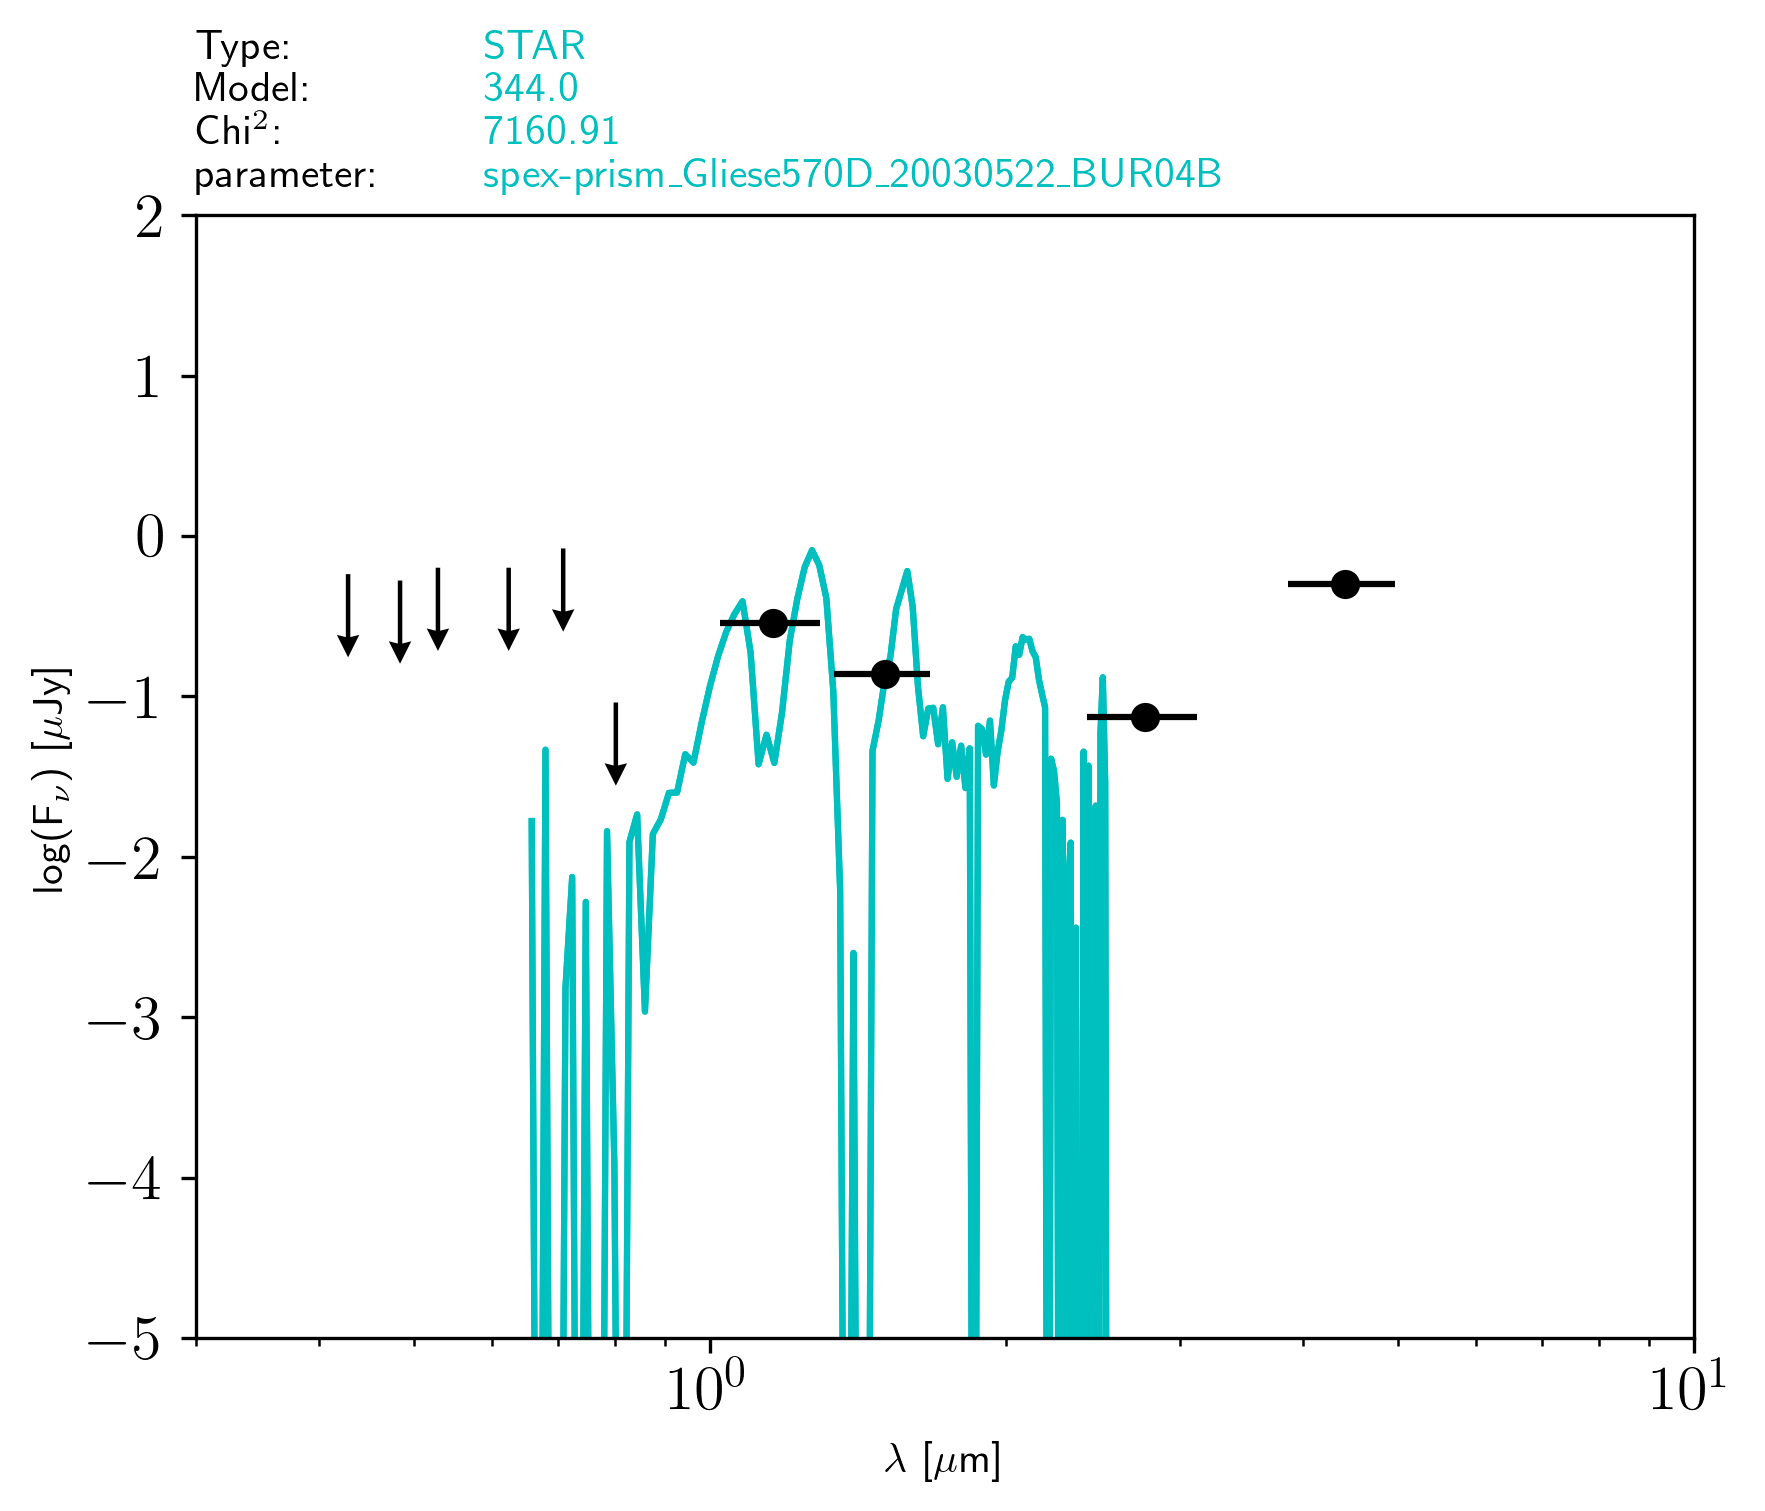 Type: STAR
Model: 344.0
Chi²: 7160.91
parameter: spex-prism_Gliese570D_20030522_BUR04B
2
1
0
−1
−2
−3
−4
−5
log(Fν) [μJy]
10⁰ 10¹
λ [μm]